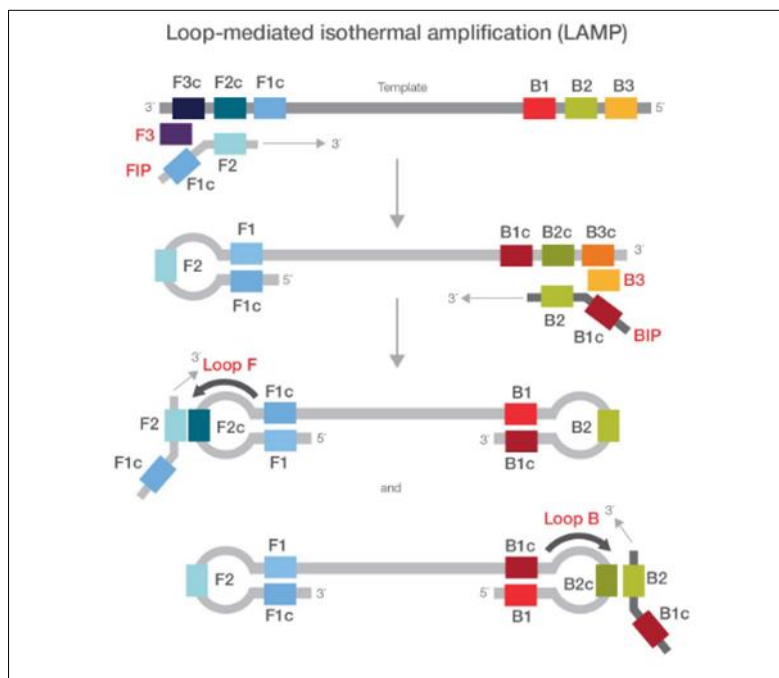 Loop-mediated isothermal amplification (LAMP)
F3c F2c F1c Template B1 B2 B3
3´ 5´
F3
FIP F1c F2 3´
F1 B1c B2c B3c
3´
F2 5´ B3
F1c 3´ B2
B1c BIP
3´ Loop F F1c B1
F2 F2c 5´ 3´ B2
F1c F1 B1c
and
Loop B 3´
F1 B1c
F2 B2c B2
3´ 5´
F1c B1 B1c